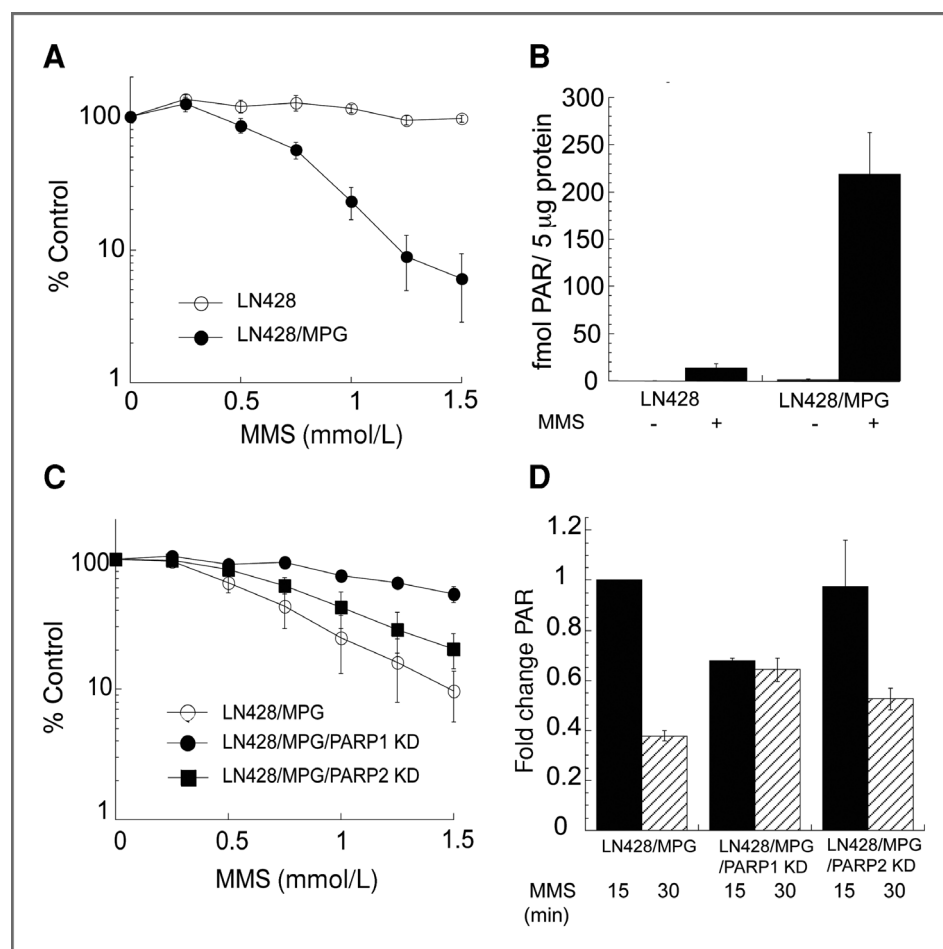 A
% Control
100
10
1
LN428
LN428/MPG
0 0.5 1 1.5
MMS (mmol/L)
B
fmol PAR/ 5 µg protein
300
250
200
150
100
50
0
LN428 LN428/MPG
MMS - + - +
C
% Control
100
10
1
LN428/MPG
LN428/MPG/PARP1 KD
LN428/MPG/PARP2 KD
0 0.5 1 1.5
MMS (mmol/L)
D
Fold change PAR
1.2
1
0.8
0.6
0.4
0.2
0
LN428/MPG LN428/MPG LN428/MPG
/PARP1 KD /PARP2 KD
MMS 15 30 15 30 15 30
(min)